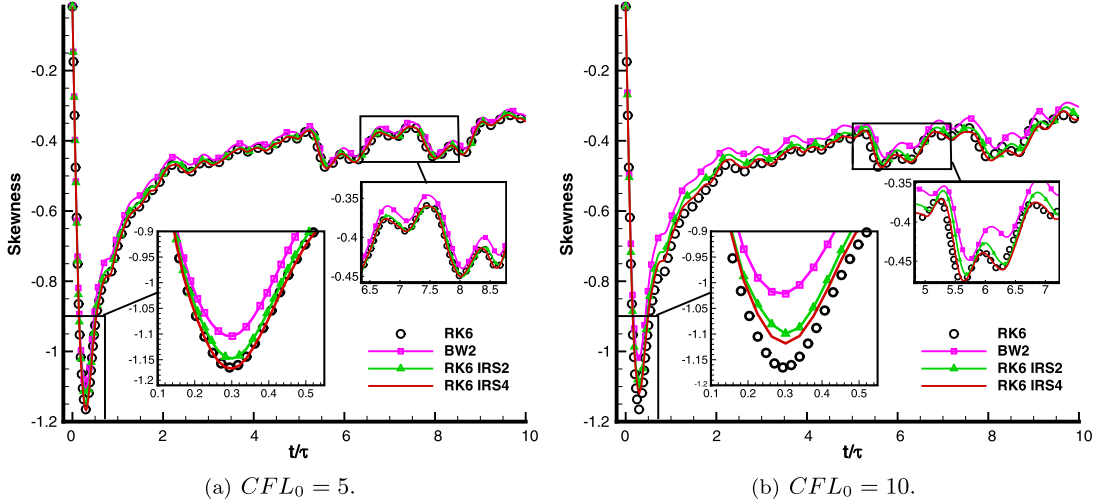 Skewness
-0.2
-0.4
-0.6
-0.8
-1
-1.2
0 2 4 6 8 10
t/τ
-0.35
-0.4
-0.45
6.5 7 7.5 8 8.5
-0.9
-0.95
-1
-1.05
-1.1
-1.15
-1.2
0.1 0.2 0.3 0.4 0.5
RK6
BW2
RK6 IRS2
RK6 IRS4
(a) CFL₀ = 5.
Skewness
-0.2
-0.4
-0.6
-0.8
-1
-1.2
0 2 4 6 8 10
t/τ
-0.35
-0.4
-0.45
5 5.5 6 6.5 7
-0.9
-0.95
-1
-1.05
-1.1
-1.15
-1.2
0.1 0.2 0.3 0.4 0.5
RK6
BW2
RK6 IRS2
RK6 IRS4
(b) CFL₀ = 10.